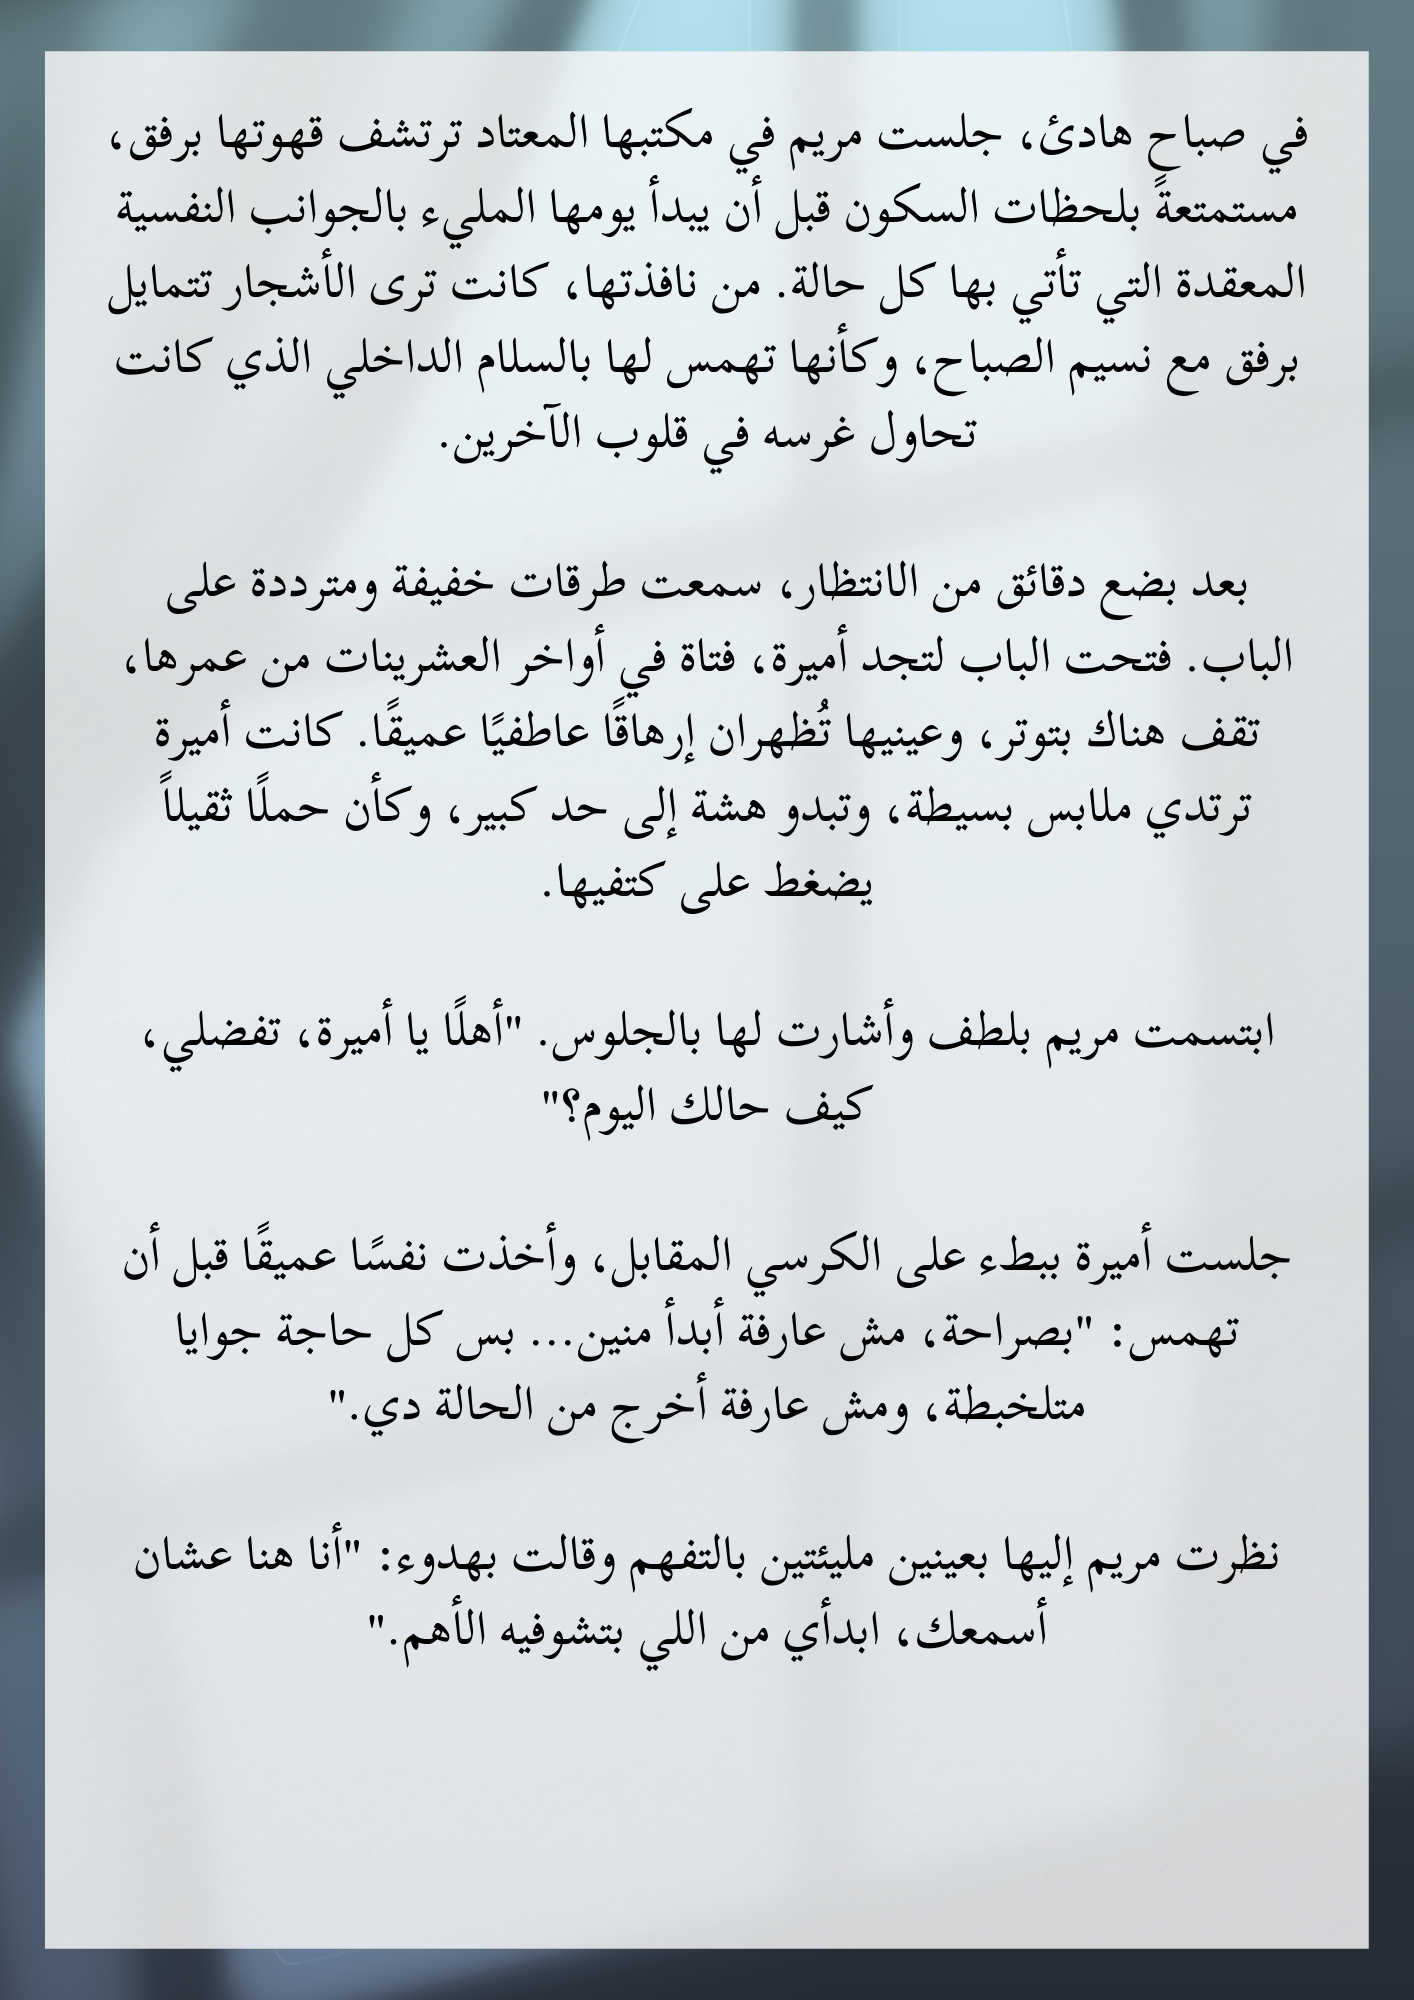 في صباح هادئ، جلست مريم في مكتبها المعتاد ترتشف قهوتها برفق،
مستمتعةً بلحظات السكون قبل أن يبدأ يومها المليء بالجوانب النفسية
المعقدة التي تأتي بها كل حالة. من نافذتها، كانت ترى الأشجار تتمايل
برفق مع نسيم الصباح، وكأنها تهمس لها بالسلام الداخلي الذي كانت
تحاول غرسه في قلوب الآخرين.
بعد بضع دقائق من الانتظار، سمعت طرقات خفيفة ومترددة على
الباب. فتحت الباب لتجد أميرة، فتاة في أواخر العشرينات من عمرها،
تقف هناك بتوتر، وعينيها تُظهران إرهاقًا عاطفيًا عميقًا. كانت أميرة
ترتدي ملابس بسيطة، وتبدو هشة إلى حد كبير، وكأن حملًا ثقيلاً
يضغط على كتفيها.
ابتسمت مريم بلطف وأشارت لها بالجلوس. "أهلًا يا أميرة، تفضلي،
كيف حالك اليوم؟"
جلست أميرة ببطء على الكرسي المقابل، وأخذت نفسًا عميقًا قبل أن
تهمس: "بصراحة، مش عارفة أبدأ منين... بس كل حاجة جوايا
متلخبطة، ومش عارفة أخرج من الحالة دي."
نظرت مريم إليها بعينين مليئتين بالتفهم وقالت بهدوء: "أنا هنا عشان
أسمعك، ابدأي من اللي بتشوفيه الأهم."